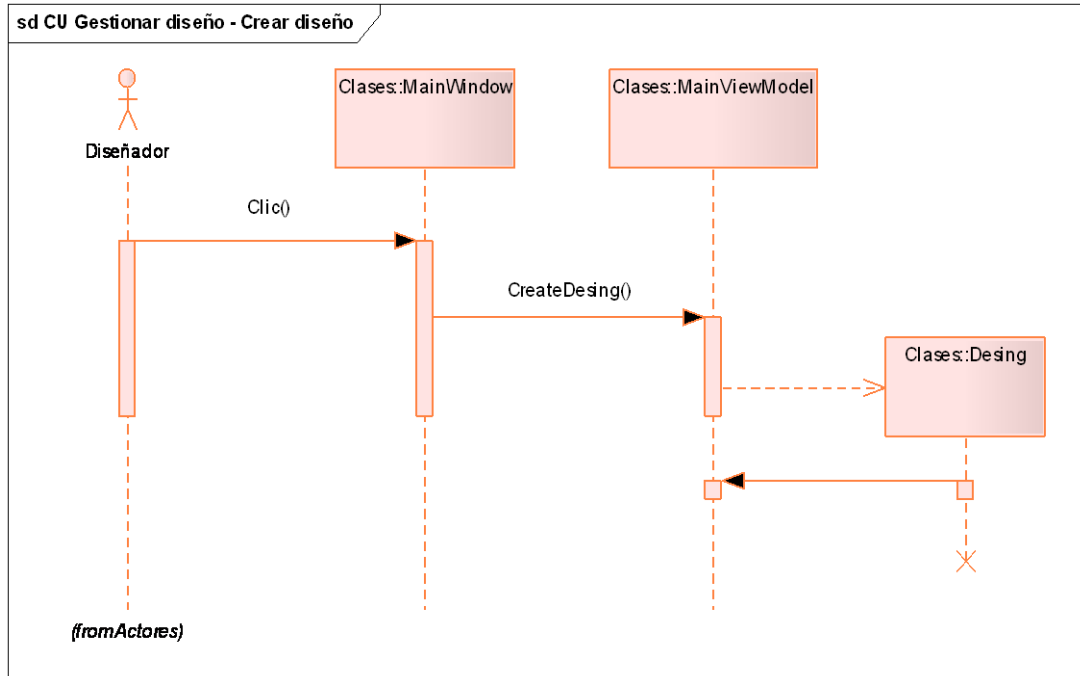 sd CU Gestionar diseño - Crear diseño
Clases::MainWindow
Clases::MainViewModel
Diseñador
Clic()
CreateDesing()
Clases::Desing
(fromActores)